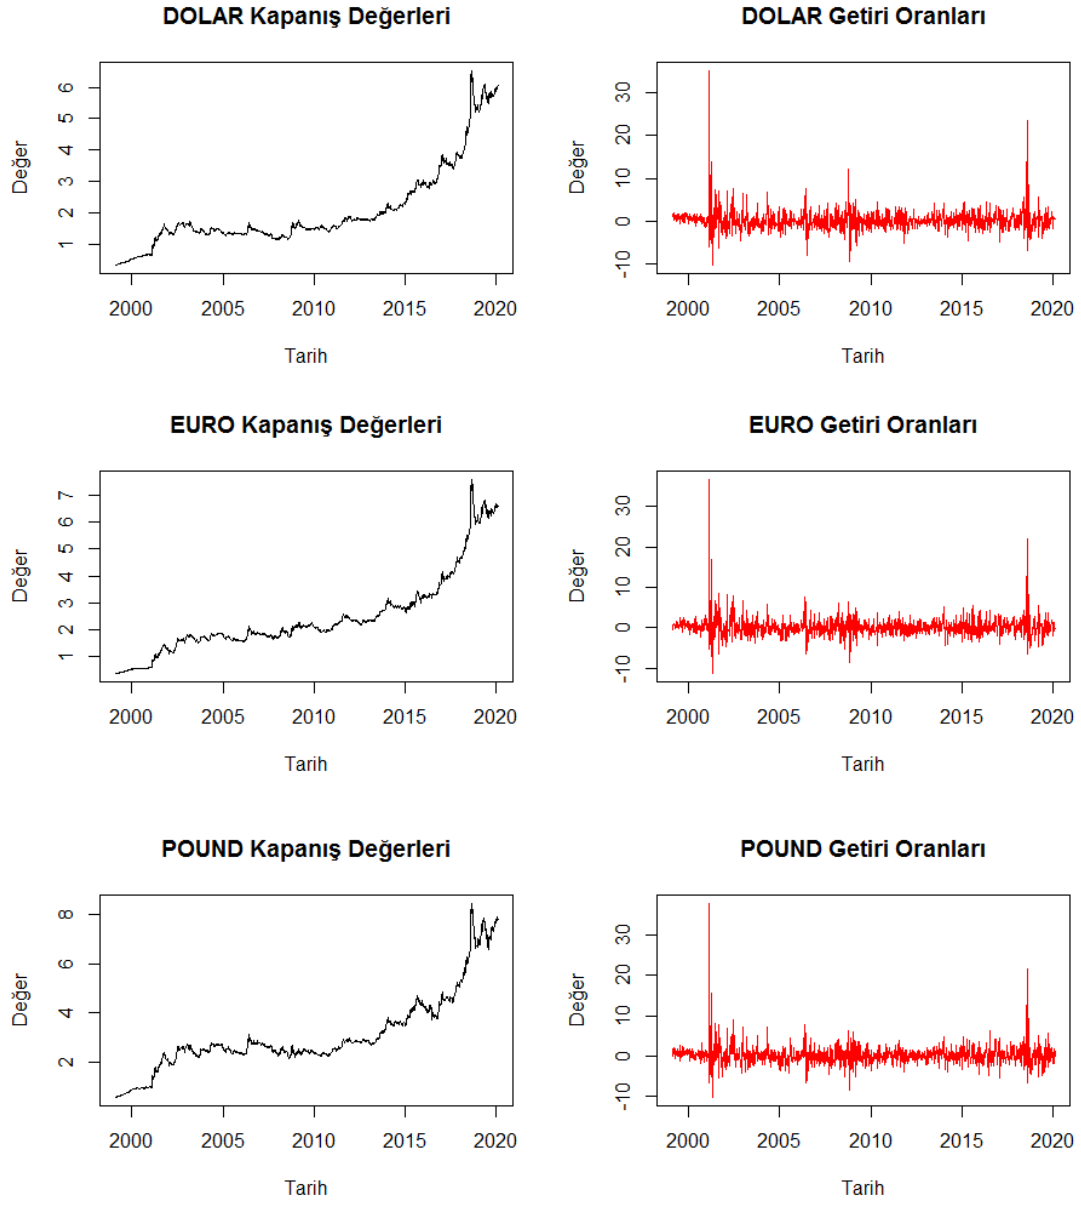 DOLAR Kapanış Değerleri
Değer
6
5
4
3
2
1
2000 2005 2010 2015 2020
Tarih
DOLAR Getiri Oranları
Değer
30
20
10
0
-10
2000 2005 2010 2015 2020
Tarih
EURO Kapanış Değerleri
Değer
7
6
5
4
3
2
1
2000 2005 2010 2015 2020
Tarih
EURO Getiri Oranları
Değer
30
20
10
0
-10
2000 2005 2010 2015 2020
Tarih
POUND Kapanış Değerleri
Değer
8
6
4
2
2000 2005 2010 2015 2020
Tarih
POUND Getiri Oranları
Değer
30
20
10
0
-10
2000 2005 2010 2015 2020
Tarih